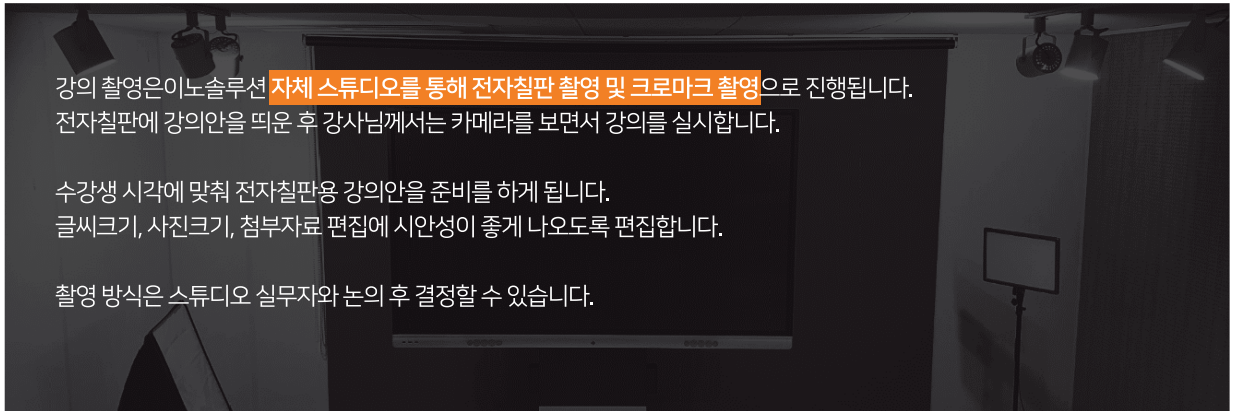 강의 촬영은이노솔루션 자체 스튜디오를 통해 전자칠판 촬영 및 크로마크 촬영으로 진행됩니다.
전자칠판에 강의안을 띄운 후 강사님께서는 카메라를 보면서 강의를 실시합니다.
수강생 시각에 맞춰 전자칠판용 강의안을 준비를 하게 됩니다.
글씨크기, 사진크기, 첨부자료 편집에 시안성이 좋게 나오도록 편집합니다.
촬영 방식은 스튜디오 실무자와 논의 후 결정할 수 있습니다.